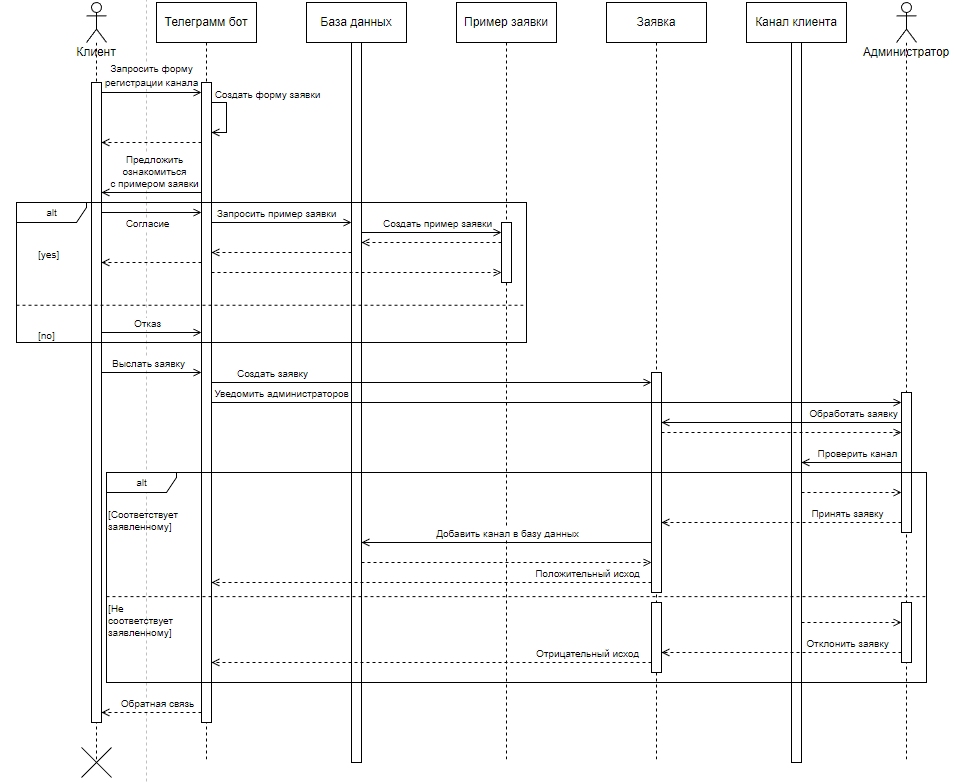 Клиент
Телеграмм бот
База данных
Пример заявки
Заявка
Канал клиента
Администратор
Запросить форму
регистрации канала
Создать форму заявки
Предложить
ознакомиться
с примером заявки
alt
Согласие
Запросить пример заявки
Создать пример заявки
[yes]
Отказ
[no]
Выслать заявку
Создать заявку
Уведомить администраторов
Обработать заявку
Проверить канал
alt
[Соответствует
заявленному]
Принять заявку
Добавить канал в базу данных
Положительный исход
[Не
соответствует
заявленному]
Отклонить заявку
Отрицательный исход
Обратная связь